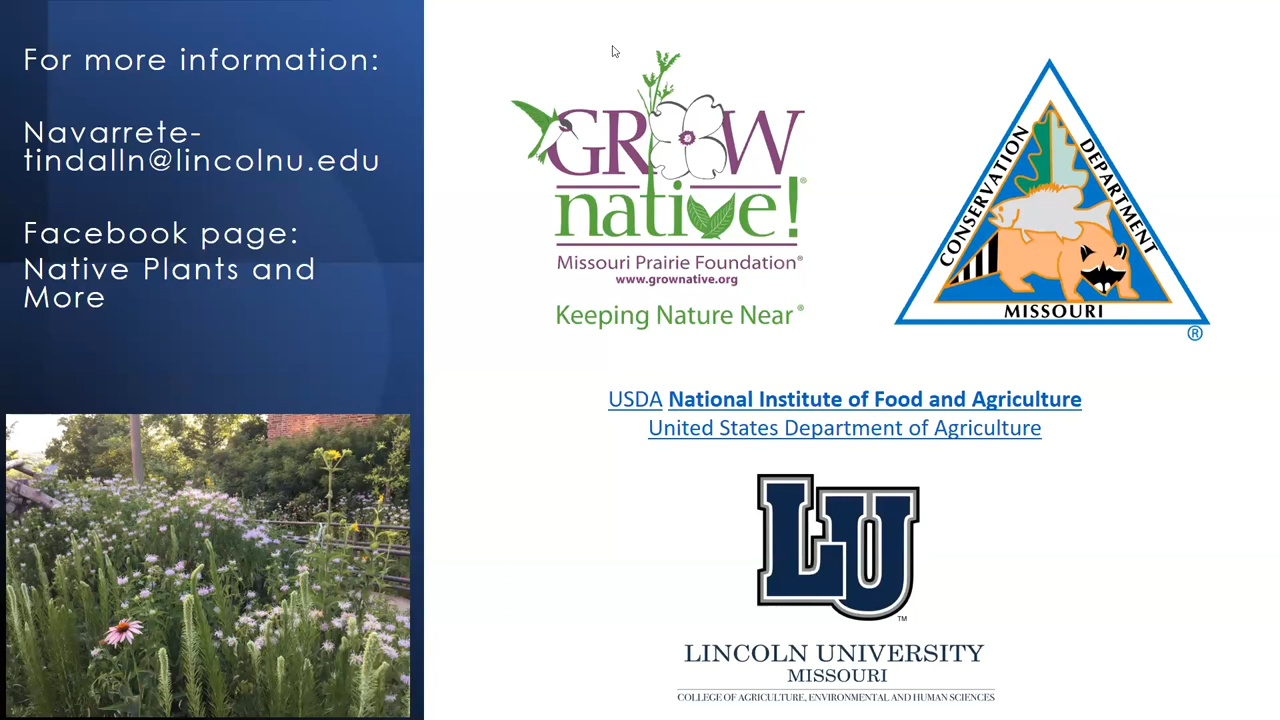 For more information:
Navarrete-
tindalln@lincolnu.edu
Facebook page:
Native Plants and
More
GROW
native!®
Missouri Prairie Foundation®
www.grownative.org
Keeping Nature Near®
CONSERVATION
DEPARTMENT
MISSOURI
®
USDA National Institute of Food and Agriculture
United States Department of Agriculture
LU
TM
LINCOLN UNIVERSITY
MISSOURI
COLLEGE OF AGRICULTURE, ENVIRONMENTAL AND HUMAN SCIENCES